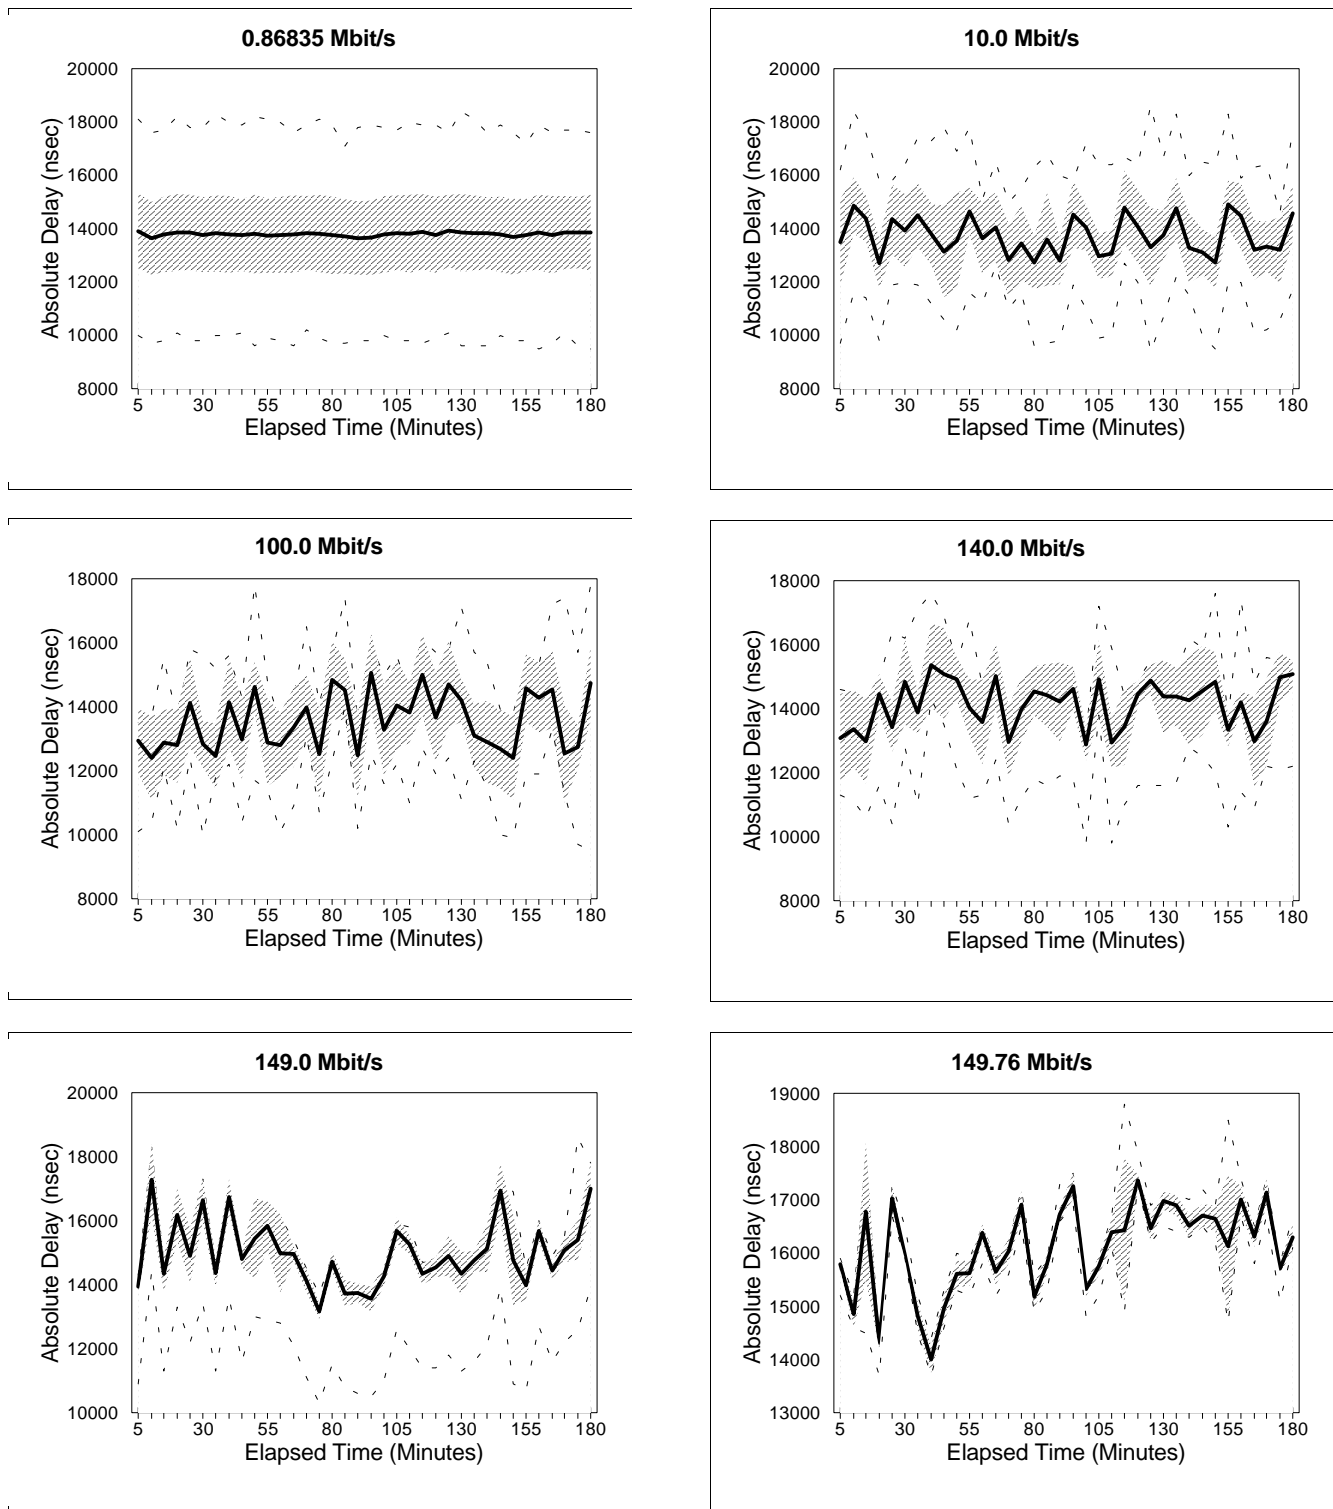 0.86835 Mbit/s
20000
18000
16000
14000
12000
10000
8000
Absolute Delay (nsec)
5 30 55 80 105 130 155 180
Elapsed Time (Minutes)
10.0 Mbit/s
20000
18000
16000
14000
12000
10000
8000
Absolute Delay (nsec)
5 30 55 80 105 130 155 180
Elapsed Time (Minutes)
100.0 Mbit/s
18000
16000
14000
12000
10000
8000
Absolute Delay (nsec)
5 30 55 80 105 130 155 180
Elapsed Time (Minutes)
140.0 Mbit/s
18000
16000
14000
12000
10000
8000
Absolute Delay (nsec)
5 30 55 80 105 130 155 180
Elapsed Time (Minutes)
149.0 Mbit/s
20000
18000
16000
14000
12000
10000
Absolute Delay (nsec)
5 30 55 80 105 130 155 180
Elapsed Time (Minutes)
149.76 Mbit/s
19000
18000
17000
16000
15000
14000
13000
Absolute Delay (nsec)
5 30 55 80 105 130 155 180
Elapsed Time (Minutes)